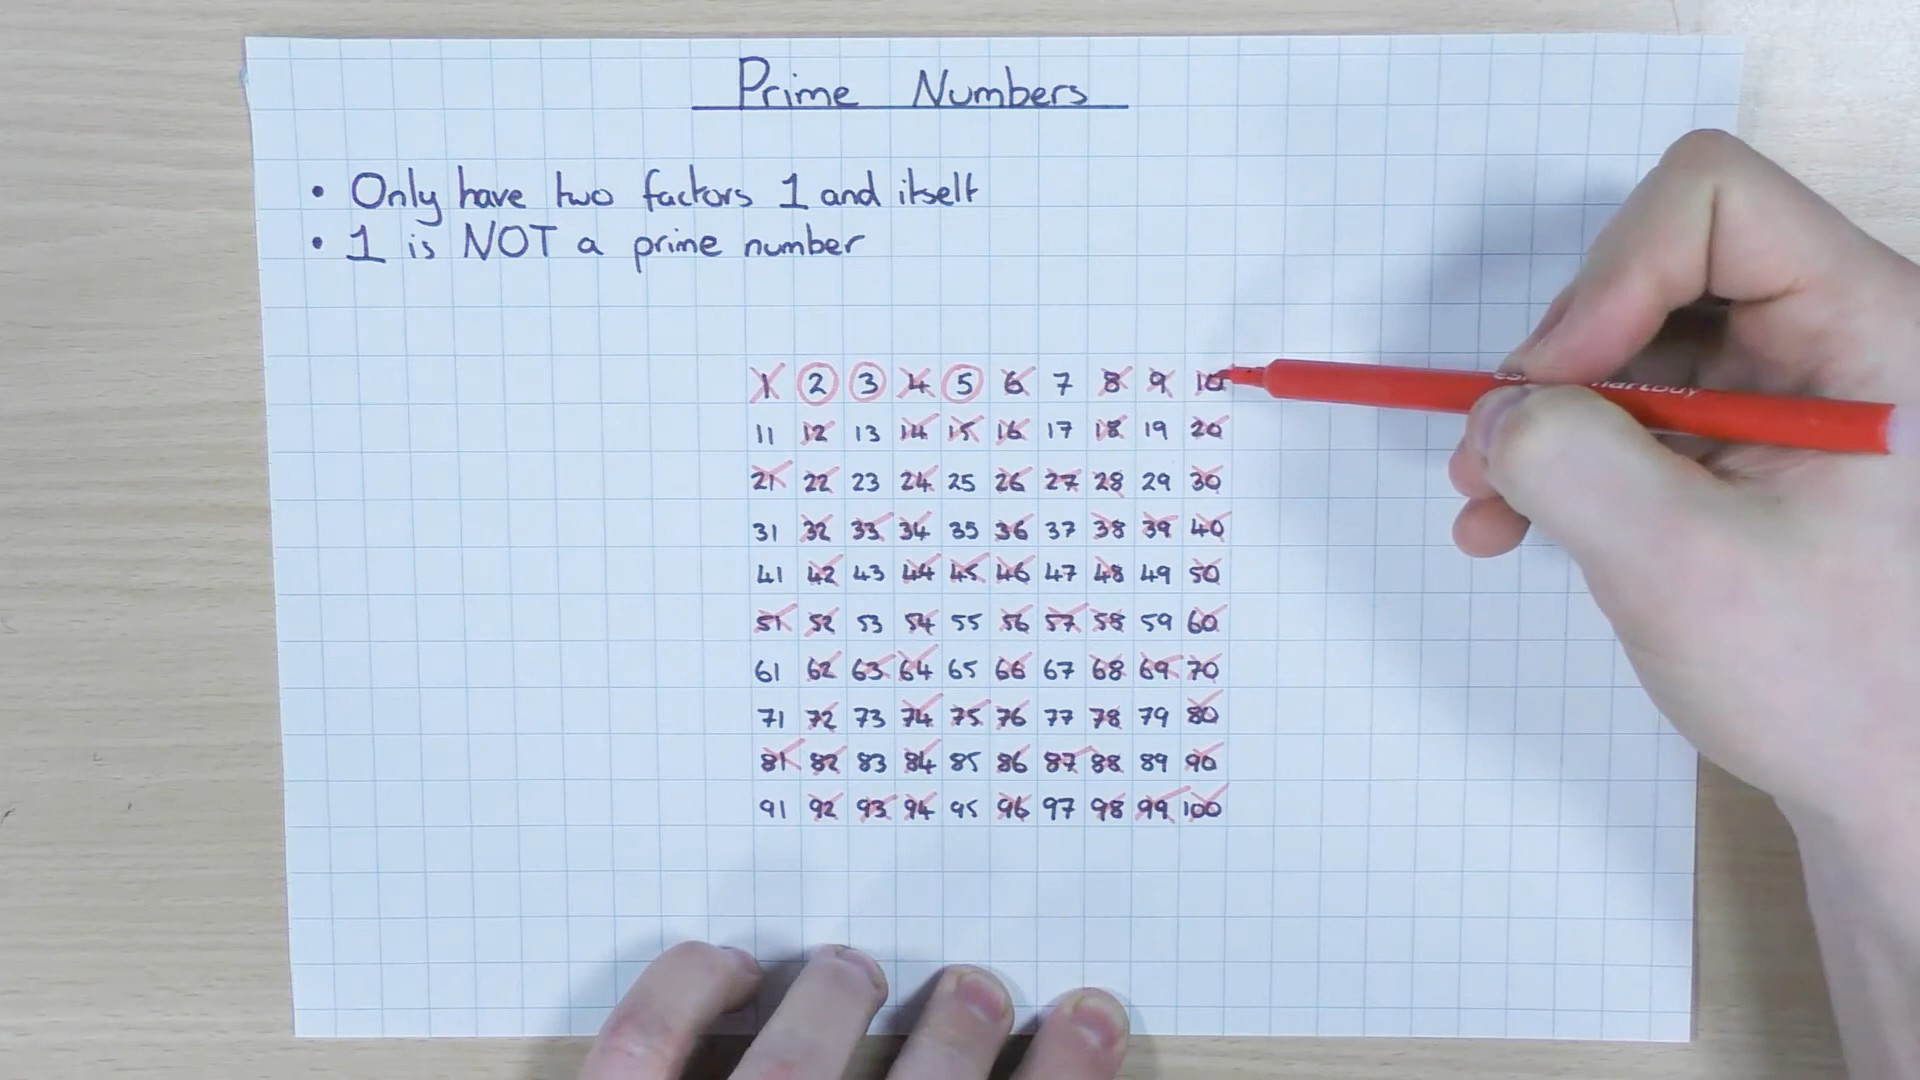 Prime Numbers
• Only have two factors 1 and itself
• 1 is NOT a prime number
1 2 3 4 5 6 7 8 9 10
11 12 13 14 15 16 17 18 19 20
21 22 23 24 25 26 27 28 29 30
31 32 33 34 35 36 37 38 39 40
41 42 43 44 45 46 47 48 49 50
51 52 53 54 55 56 57 58 59 60
61 62 63 64 65 66 67 68 69 70
71 72 73 74 75 76 77 78 79 80
81 82 83 84 85 86 87 88 89 90
91 92 93 94 95 96 97 98 99 100